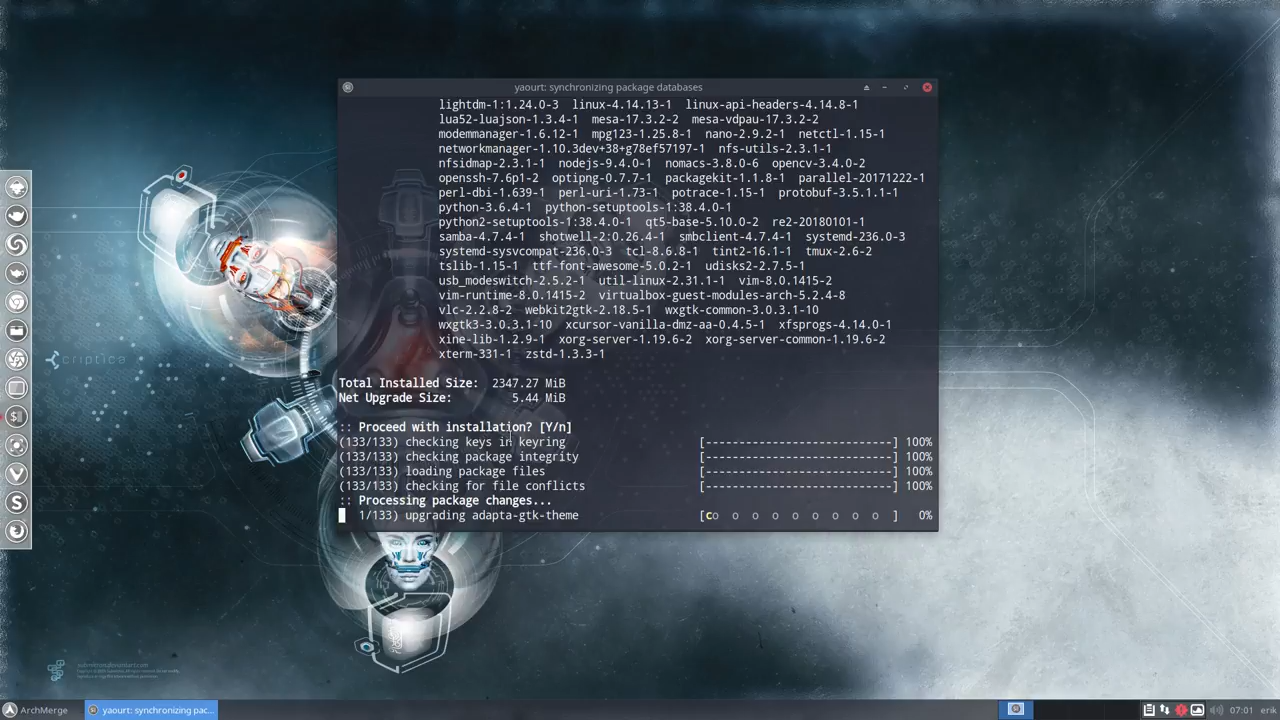 yaourt: synchronizing package databases
lightdm-1:1.24.0-3  linux-4.14.13-1  linux-api-headers-4.14.8-1
lua52-luajson-1.3.4-1  mesa-17.3.2-2  mesa-vdpau-17.3.2-2
modemmanager-1.6.12-1  mpg123-1.25.8-1  nano-2.9.2-1  netctl-1.15-1
networkmanager-1.10.3dev+38+g78ef57197-1  nfs-utils-2.3.1-1
nfsidmap-2.3.1-1  nodejs-9.4.0-1  nomacs-3.8.0-6  opencv-3.4.0-2
openssh-7.6p1-2  optipng-0.7.7-1  packagekit-1.1.8-1  parallel-20171222-1
perl-dbi-1.639-1  perl-uri-1.73-1  potrace-1.15-1  protobuf-3.5.1.1-1
python-3.6.4-1  python-setuptools-1:38.4.0-1
python2-setuptools-1:38.4.0-1  qt5-base-5.10.0-2  re2-20180101-1
samba-4.7.4-1  shotwell-2:0.26.4-1  smbclient-4.7.4-1  systemd-236.0-3
systemd-sysvcompat-236.0-3  tcl-8.6.8-1  tint2-16.1-1  tmux-2.6-2
tslib-1.15-1  ttf-font-awesome-5.0.2-1  udisks2-2.7.5-1
usb_modeswitch-2.5.2-1  util-linux-2.31.1-1  vim-8.0.1415-2
vim-runtime-8.0.1415-2  virtualbox-guest-modules-arch-5.2.4-8
vlc-2.2.8-2  webkit2gtk-2.18.5-1  wxgtk-common-3.0.3.1-10
wxgtk3-3.0.3.1-10  xcursor-vanilla-dmz-aa-0.4.5-1  xfsprogs-4.14.0-1
xine-lib-1.2.9-1  xorg-server-1.19.6-2  xorg-server-common-1.19.6-2
xterm-331-1  zstd-1.3.3-1
Total Installed Size:  2347.27 MiB
Net Upgrade Size:         5.44 MiB
:: Proceed with installation? [Y/n]
(133/133) checking keys in keyring [----------------------------] 100%
(133/133) checking package integrity [----------------------------] 100%
(133/133) loading package files [----------------------------] 100%
(133/133) checking for file conflicts [----------------------------] 100%
:: Processing package changes...
1/133) upgrading adapta-gtk-theme [co  o  o  o  o  o  o  o  o  ] 0%
criptica
ArchMerge
yaourt: synchronizing pac...
07:01
erik